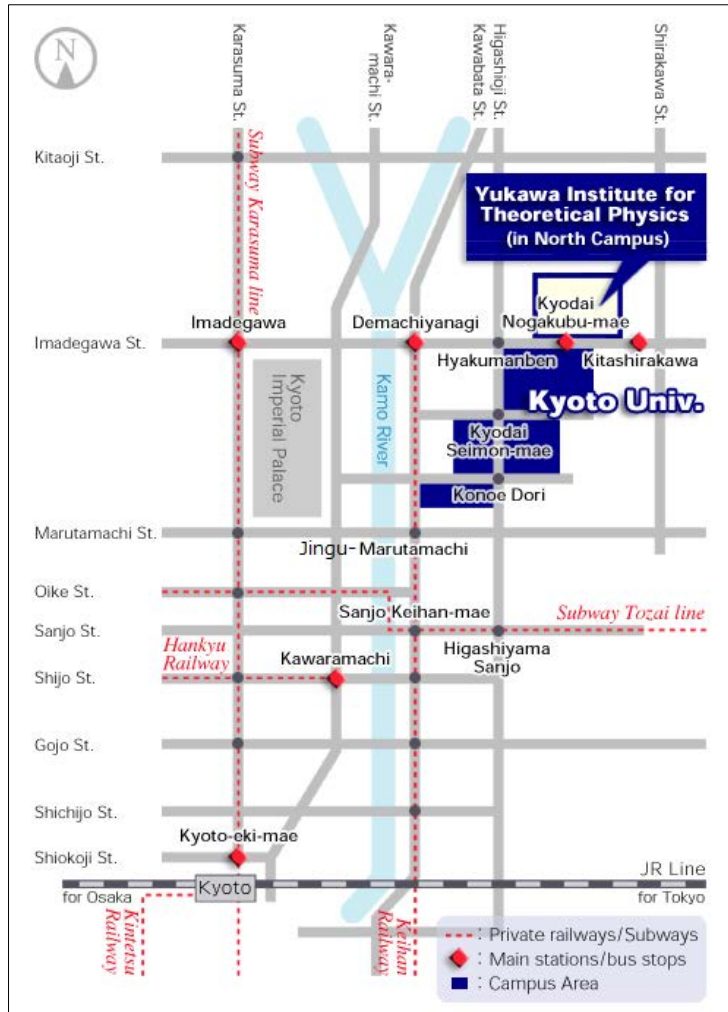 N
Karasuma St.
Kawara-
machi St.
Kawabata St.
Higashioji St.
Shirakawa St.
Kitaoji St.
Subway Karasuma line
Yukawa Institute for
Theoretical Physics
(in North Campus)
Imadegawa
Demachiyanagi
Kyodai
Nogakubu-mae
Imadegawa St.
Hyakumanben
Kitashirakawa
Kyoto
Imperial Palace
Kamo River
Kyoto Univ.
Kyodai
Seimon-mae
Konoe Dori
Marutamachi St.
Jingu-Marutamachi
Oike St.
Sanjo Keihan-mae
Subway Tozai line
Sanjo St.
Hankyu
Railway
Kawaramachi
Higashiyama
Sanjo
Shijo St.
Gojo St.
Shichijo St.
Kyoto-eki-mae
Shiokoji St.
JR Line
Kyoto
for Osaka
for Tokyo
Kintetsu
Railway
Keihan
Railway
: Private railways/Subways
: Main stations/bus stops
: Campus Area